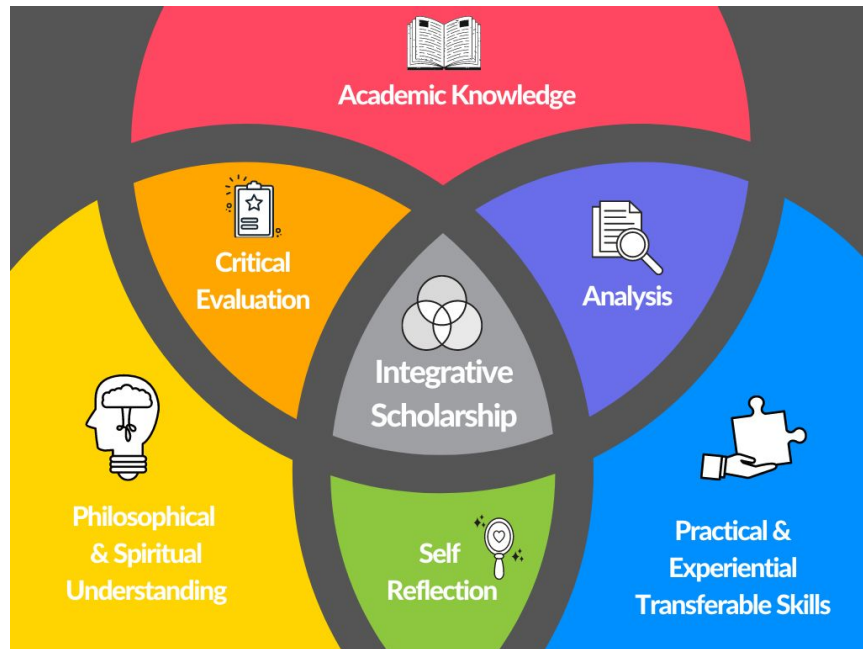 Academic Knowledge
Critical
Evaluation
Analysis
Integrative
Scholarship
Philosophical
& Spiritual
Understanding
Self
Reflection
Practical &
Experiential
Transferable Skills